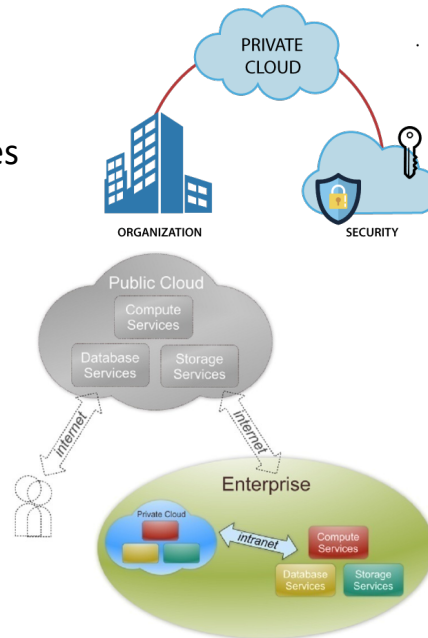 PRIVATE
CLOUD
es
ORGANIZATION
SECURITY
Public Cloud
Compute
Services
Database
Services
Storage
Services
internet
internet
Enterprise
Private Cloud
intranet
Compute
Services
Database
Services
Storage
Services